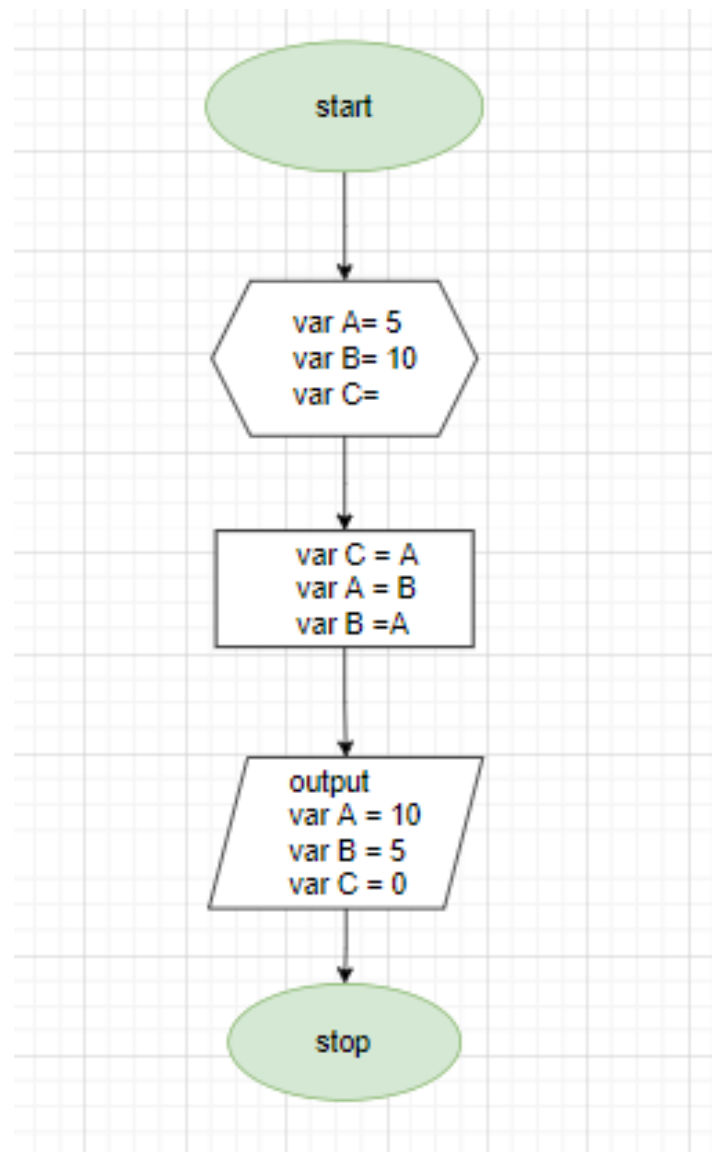 start
var A= 5
var B= 10
var C=
var C = A
var A = B
var B =A
output
var A = 10
var B = 5
var C = 0
stop